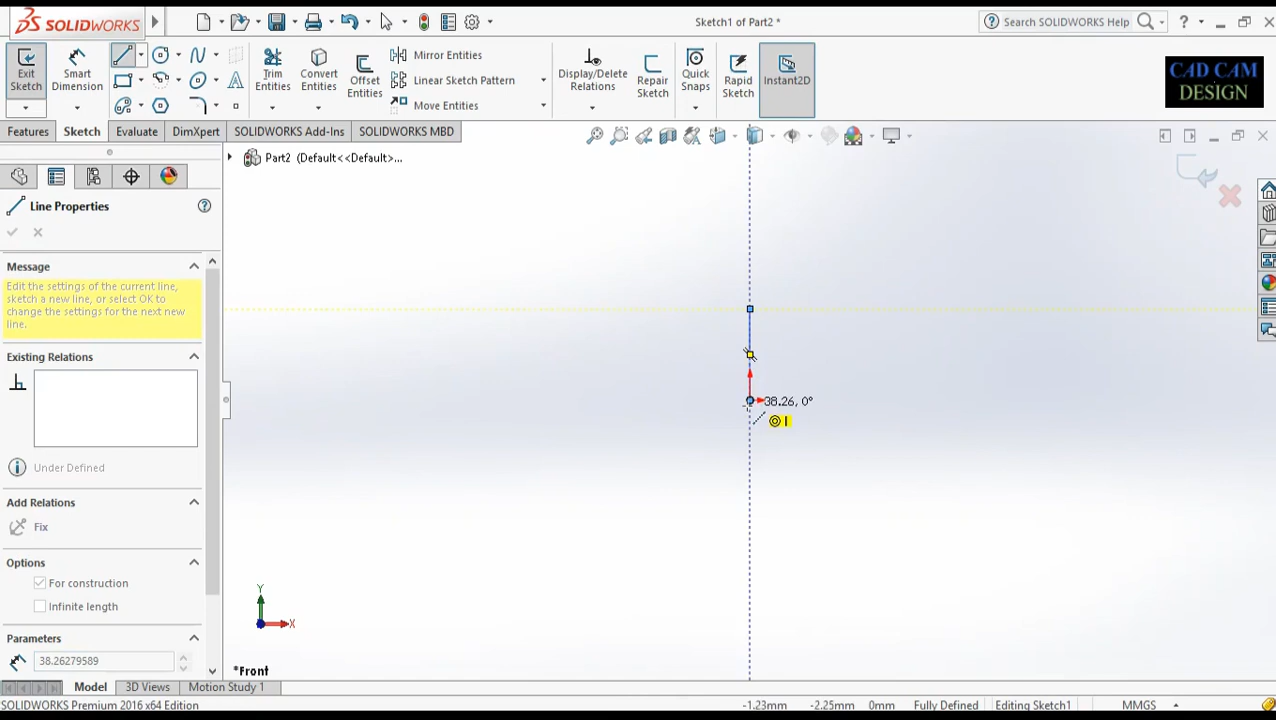 SOLIDWORKS
Sketch1 of Part2 *
Search SOLIDWORKS Help
?
Exit Sketch
Smart Dimension
Trim Entities
Convert Entities
Offset Entities
Mirror Entities
Linear Sketch Pattern
Move Entities
Display/Delete Relations
Repair Sketch
Quick Snaps
Rapid Sketch
Instant2D
CAD CAM
DESIGN
Features
Sketch
Evaluate
DimXpert
SOLIDWORKS Add-Ins
SOLIDWORKS MBD
Part2 (Default<<Default>...
Line Properties
?
Message
Edit the settings of the current line,
sketch a new line, or select OK to
change the settings for the next new
line.
Existing Relations
Under Defined
Add Relations
Fix
Options
For construction
Infinite length
Parameters
38.26279589
38.26, 0°
Y
X
*Front
Model
3D Views
Motion Study 1
SOLIDWORKS Premium 2016 x64 Edition
-1.23mm
-2.25mm
0mm
Fully Defined
Editing Sketch1
MMGS